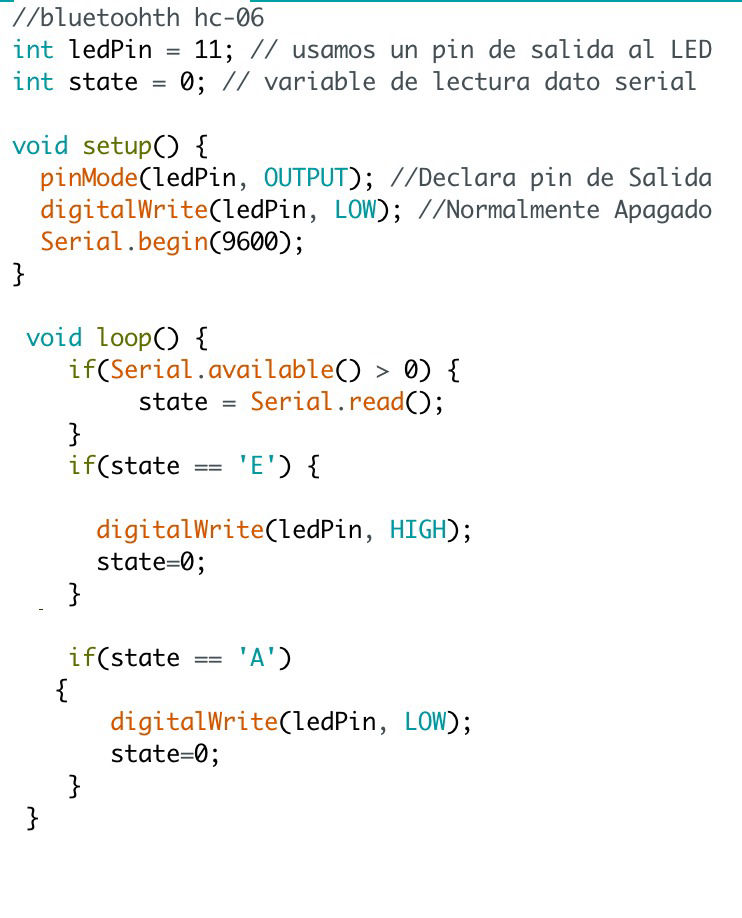 //bluetoohth hc-06
int ledPin = 11; // usamos un pin de salida al LED
int state = 0; // variable de lectura dato serial
void setup() {
pinMode(ledPin, OUTPUT); //Declara pin de Salida
digitalWrite(ledPin, LOW); //Normalmente Apagado
Serial.begin(9600);
}
void loop() {
if(Serial.available() > 0) {
state = Serial.read();
}
if(state == 'E') {
digitalWrite(ledPin, HIGH);
state=0;
}
if(state == 'A')
{
digitalWrite(ledPin, LOW);
state=0;
}
}